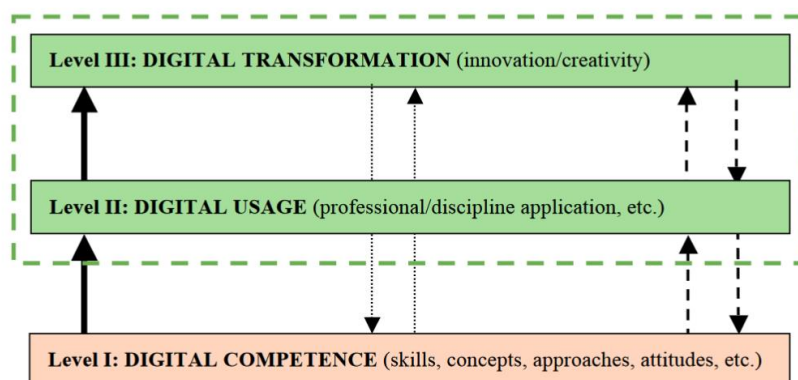 Level III: DIGITAL TRANSFORMATION (innovation/creativity)
Level II: DIGITAL USAGE (professional/discipline application, etc.)
Level I: DIGITAL COMPETENCE (skills, concepts, approaches, attitudes, etc.)